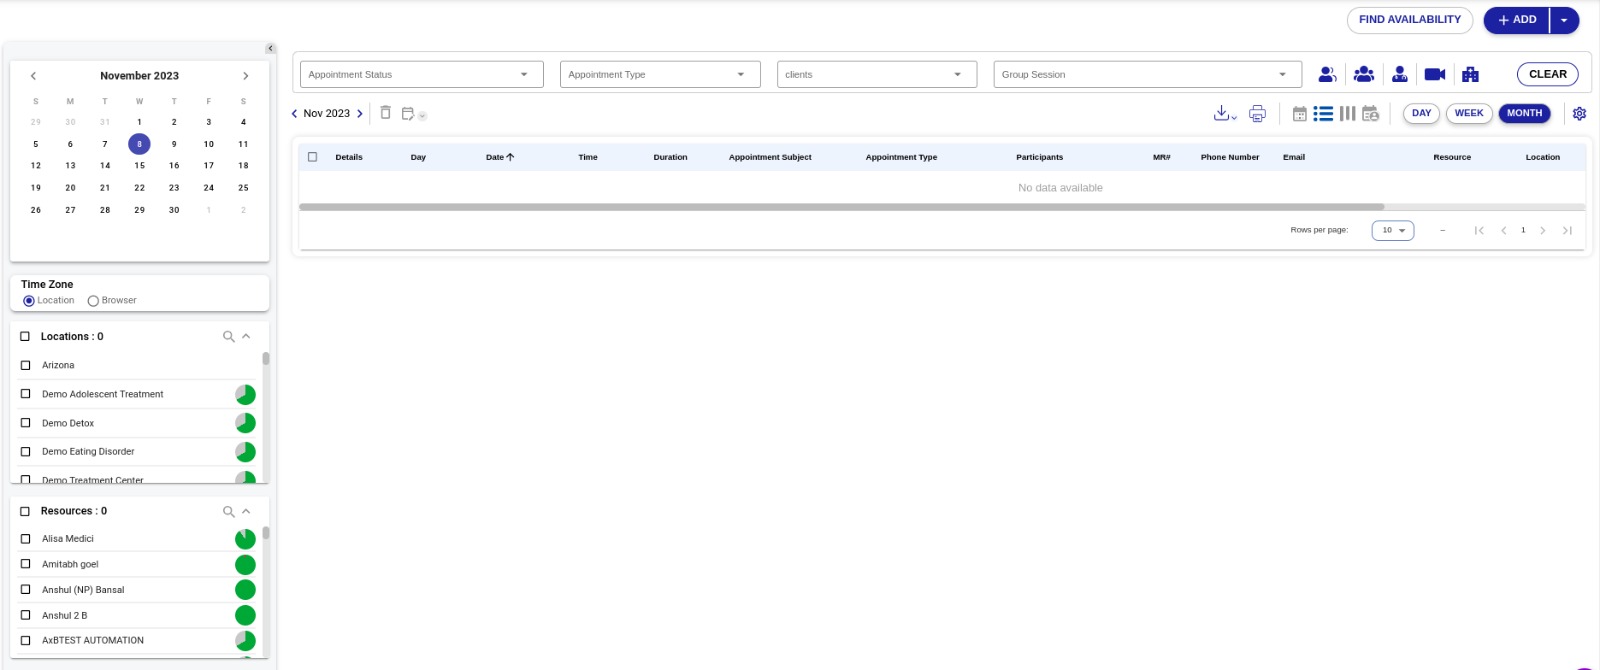 FIND AVAILABILITY
ADD
November 2023
S M T W T F S
29 30 31 1 2 3 4
5 6 7 8 9 10 11
12 13 14 15 16 17 18
19 20 21 22 23 24 25
26 27 28 29 30 1 2
Time Zone
Location Browser
Locations : 0
Arizona
Demo Adolescent Treatment
Demo Detox
Demo Eating Disorder
Demo Treatment Center
Resources : 0
Alisa Medici
Amitabh goel
Anshul (NP) Bansal
Anshul 2 B
AxBTEST AUTOMATION
Appointment Status Appointment Type clients Group Session CLEAR
Nov 2023 DAY WEEK MONTH
Details Day Date Time Duration Appointment Subject Appointment Type Participants MR# Phone Number Email Resource Location
No data available
Rows per page: 10 – 1